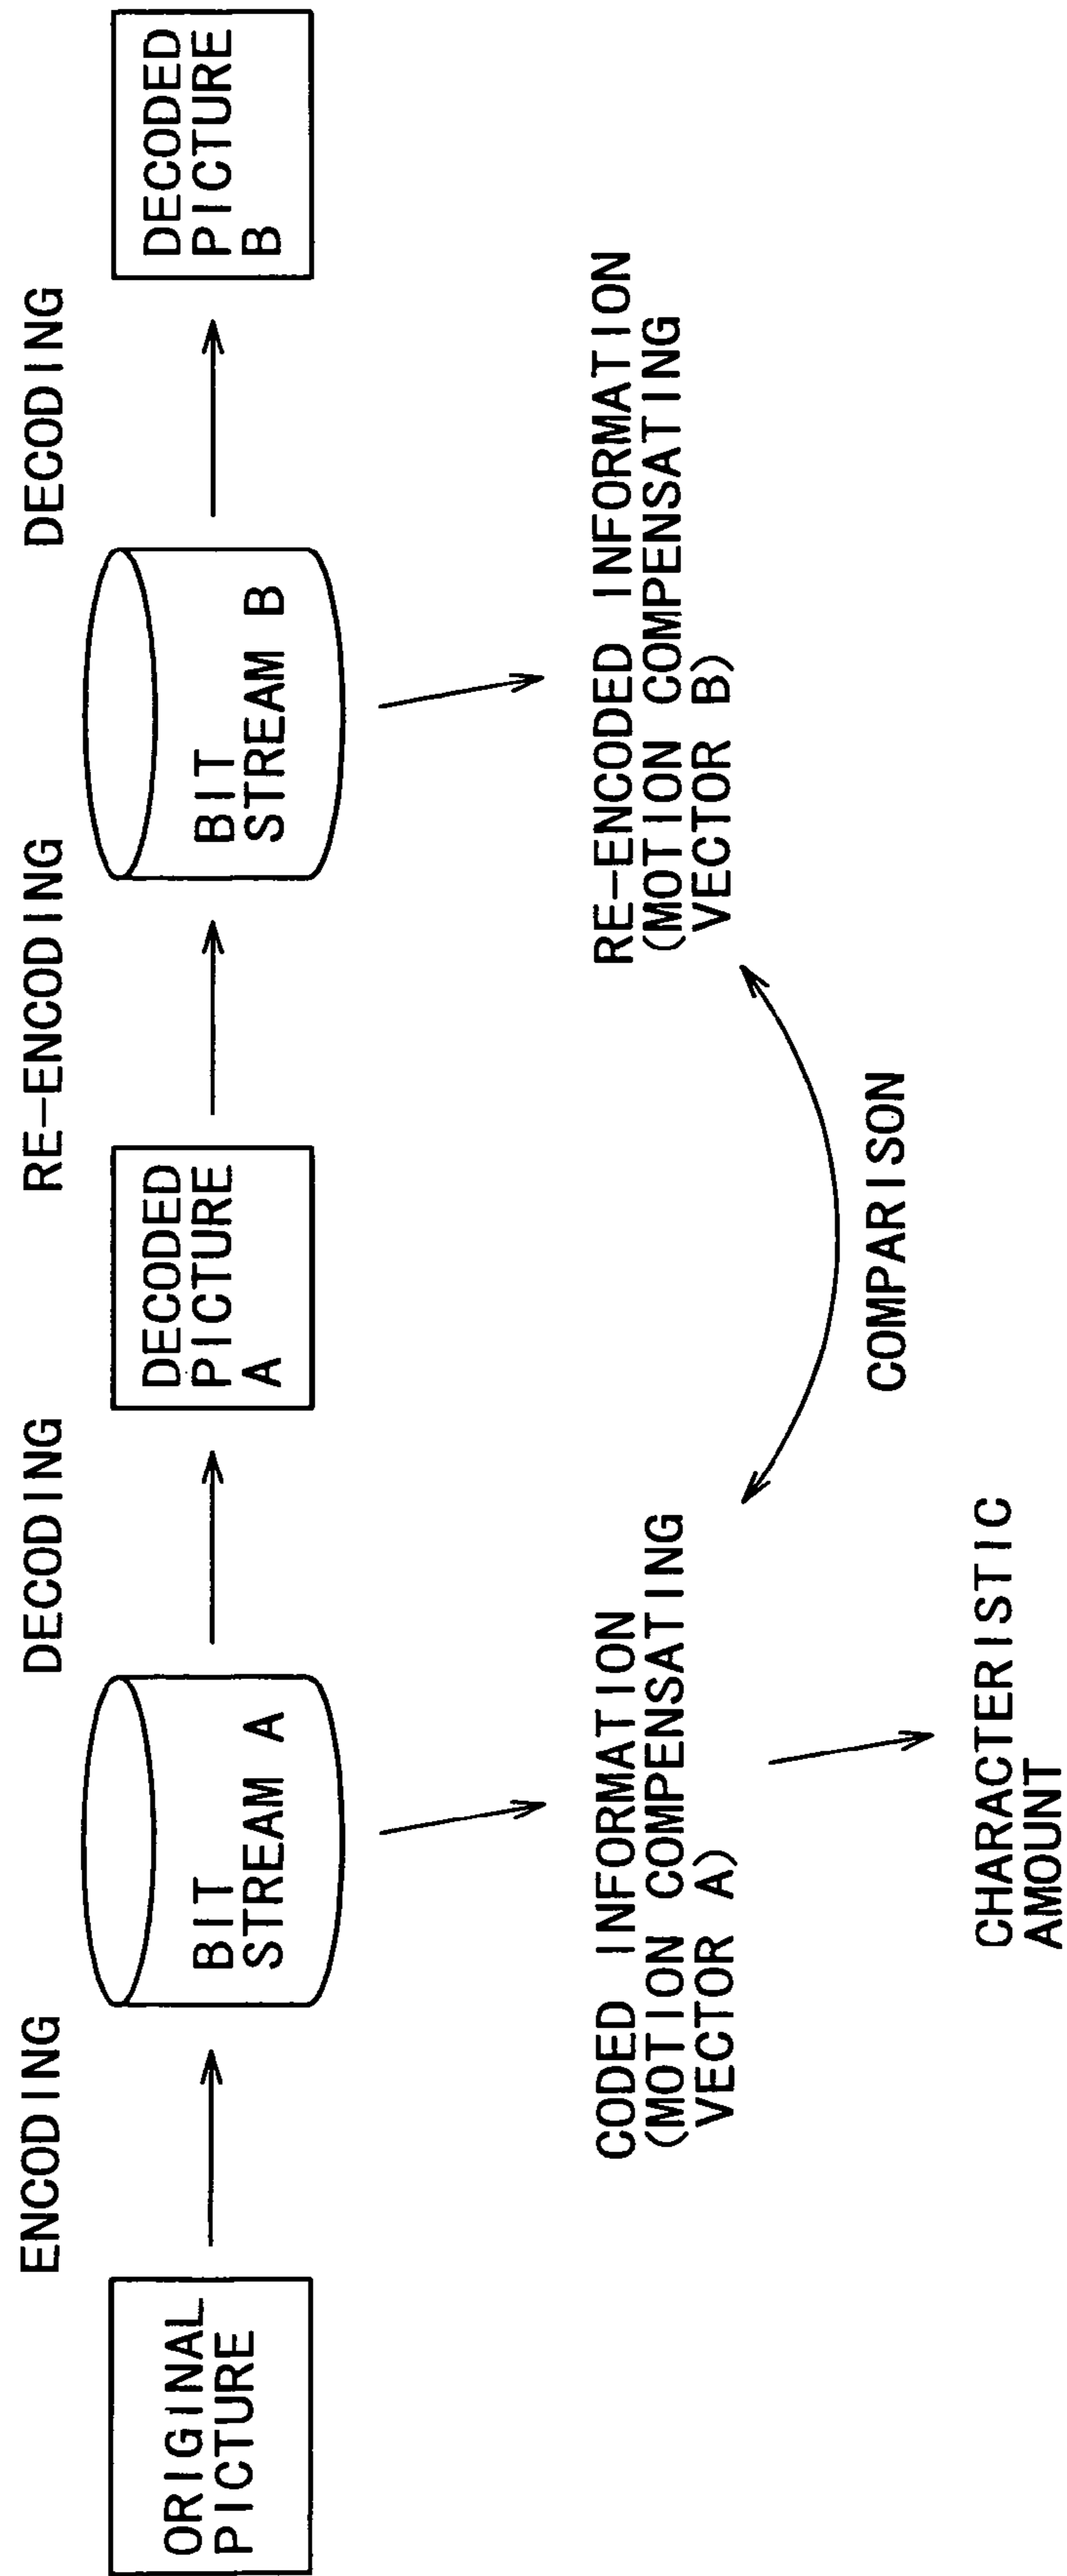 ENCODING
DECODING
RE-ENCODING
DECODING
ORIGINAL
PICTURE
BIT
STREAM A
DECODED
PICTURE
A
BIT
STREAM B
DECODED
PICTURE
B
CODED INFORMATION
(MOTION COMPENSATING
VECTOR A)
RE-ENCODED INFORMATION
(MOTION COMPENSATING
VECTOR B)
COMPARISON
CHARACTERISTIC
AMOUNT